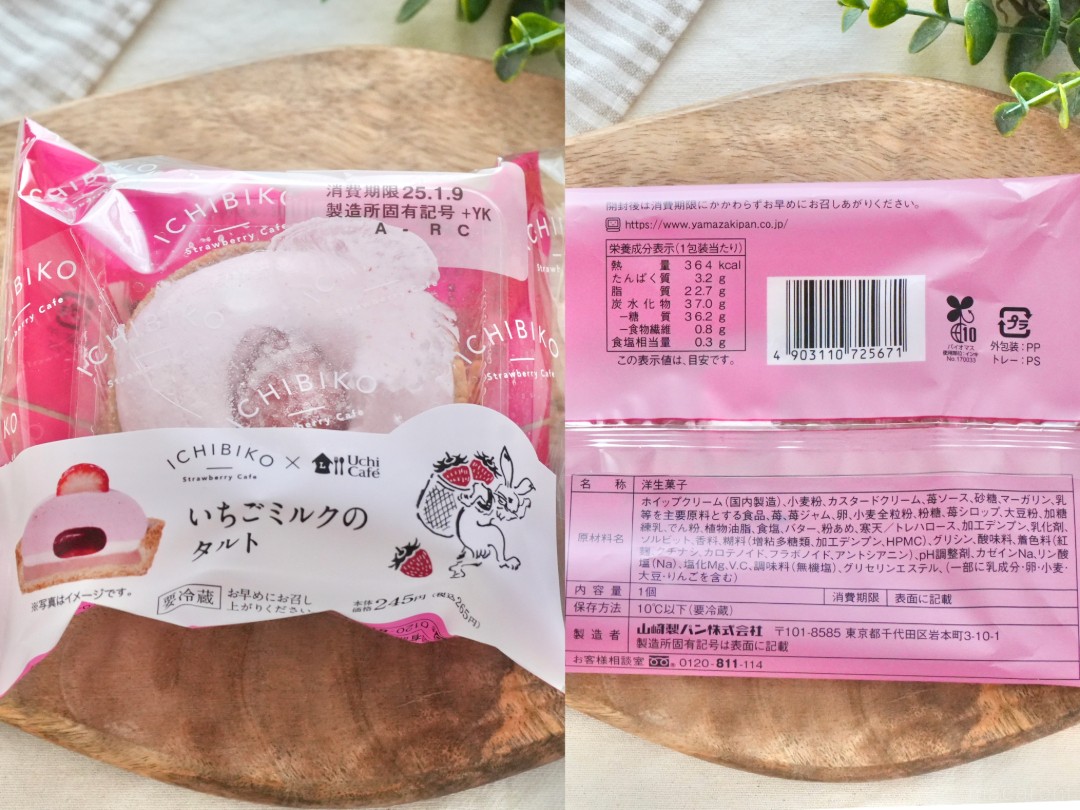 消費期限25.1.9
製造所固有記号 +YK
A - R C
ICHIBIKO
Strawberry Cafe
ICHIBIKO
Strawberry Cafe
ICHIBIKO
Strawberry Cafe
CHIBIKO
Strawberry Cafe
ICHIBIKO
Strawberry Cafe
×
Uchi
Café
いちごミルクの
タルト
※写真はイメージです。
要冷蔵
お早めにお召し
上がりください
本体
価格 245円(税込265円)
開封後は消費期限にかかわらずお早めにお召しあがりください。
https://www.yamazakipan.co.jp/
栄養成分表示(1包装当たり)
熱量 364 kcal
たんぱく質 3.2 g
脂質 22.7 g
炭水化物 37.0 g
－糖質 36.2 g
－食物繊維 0.8 g
食塩相当量 0.3 g
この表示値は、目安です。
4 903110 725671
バイオマス
No.170033
プラ
外包装:PP
トレー:PS
名称 洋生菓子
原材料名 ホイップクリーム(国内製造)、小麦粉、カスタードクリーム、苺ソース、砂糖、マーガリン、乳
等を主要原料とする食品、苺、苺ジャム、卵、小麦全粒粉、粉糖、苺シロップ、大豆粉、加糖
練乳、でん粉、植物油脂、食塩、バター、粉あめ、寒天／トレハロース、加工デンプン、乳化剤、
ソルビット、香料、糊料(増粘多糖類、加工デンプン、HPMC)、グリシン、酸味料、着色料(紅
麹、クチナシ、カロテノイド、フラボノイド、アントシアニン)、pH調整剤、カゼインNa、リン酸
塩(Na)、塩化Mg、V.C、調味料(無機塩)、グリセリンエステル、(一部に乳成分・卵・小麦・
大豆・りんごを含む)
内容量 1個 消費期限 表面に記載
保存方法 10℃以下(要冷蔵)
製造者 山崎製パン株式会社 〒101-8585 東京都千代田区岩本町3-10-1
製造所固有記号は表面に記載
お客様相談室 0120-811-114